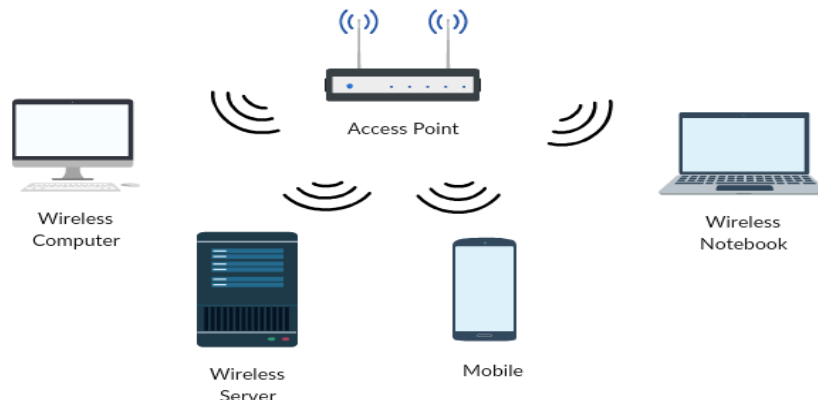 Access Point
Wireless
Computer
Wireless
Notebook
Wireless
Server
Mobile